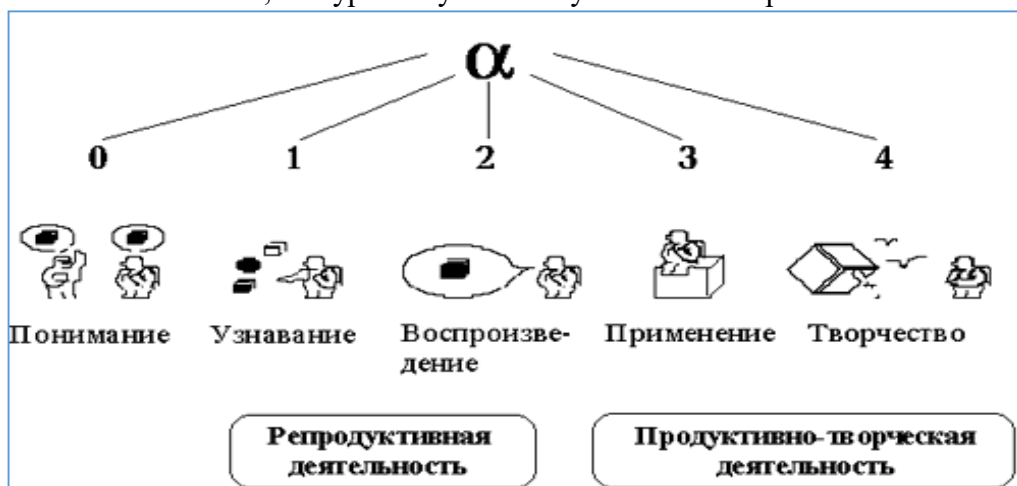 α
0 1 2 3 4
Понимание Узнавание Воспроизве- Применение Творчество
дение
Репродуктивная Продуктивно-творческая
деятельность деятельность